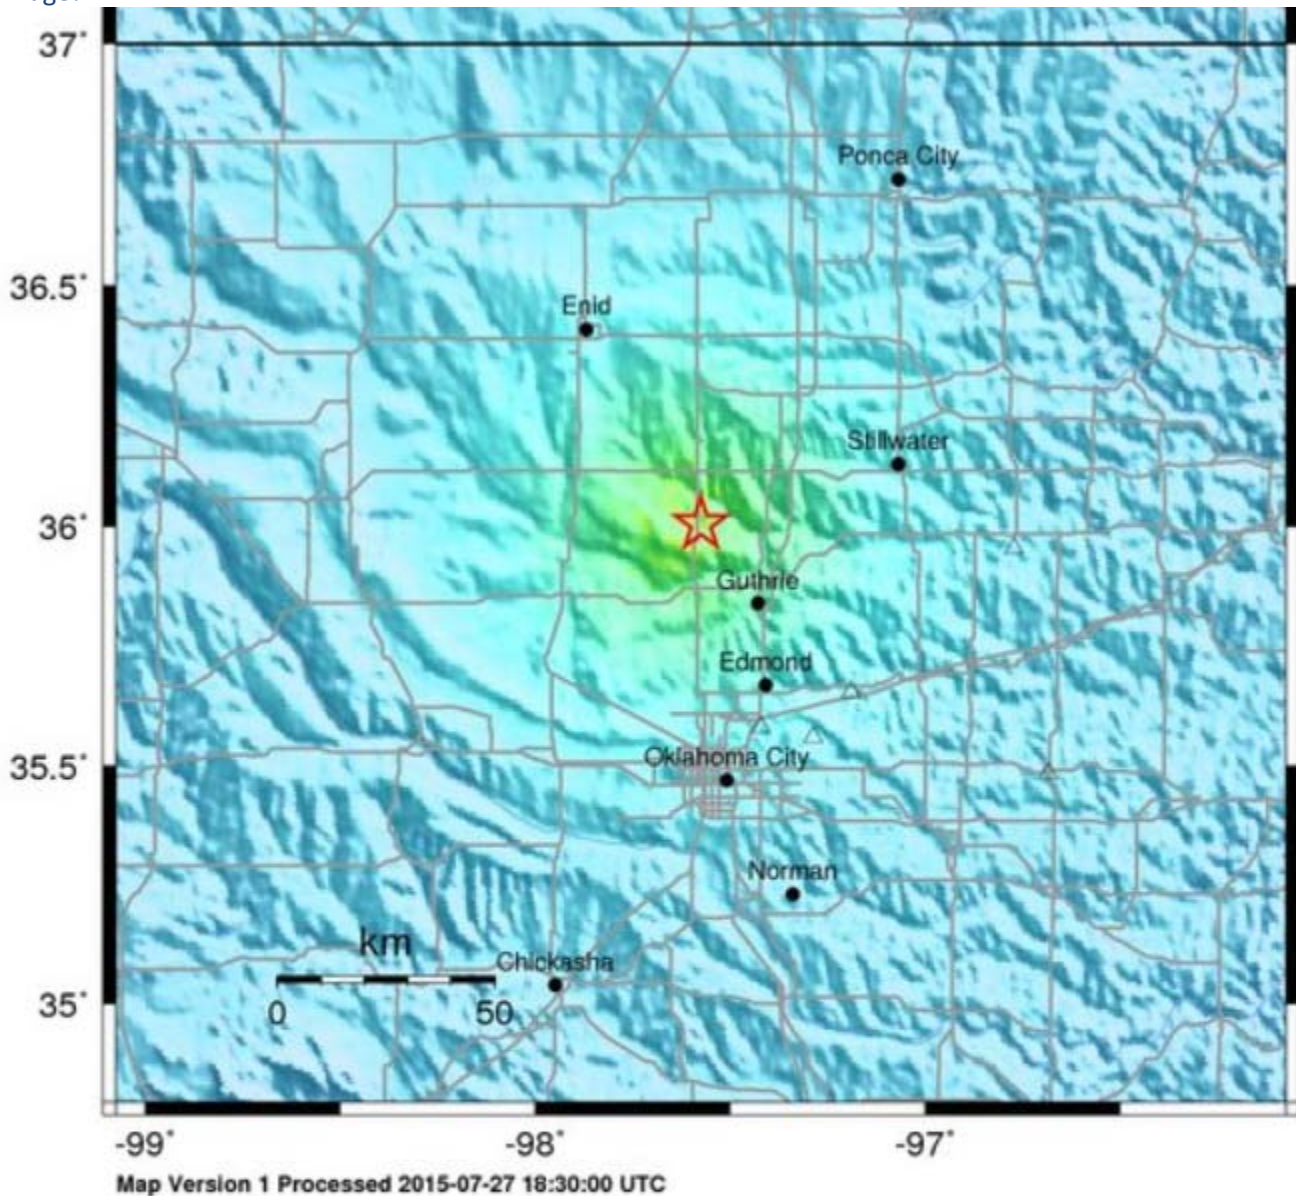 37°
Ponca City
36.5°
Enid
Stillwater
36°
Guthrie
Edmond
Oklahoma City
35.5°
Norman
km
Chickasha
0 50
35°
-99° -98° -97°
Map Version 1 Processed 2015-07-27 18:30:00 UTC